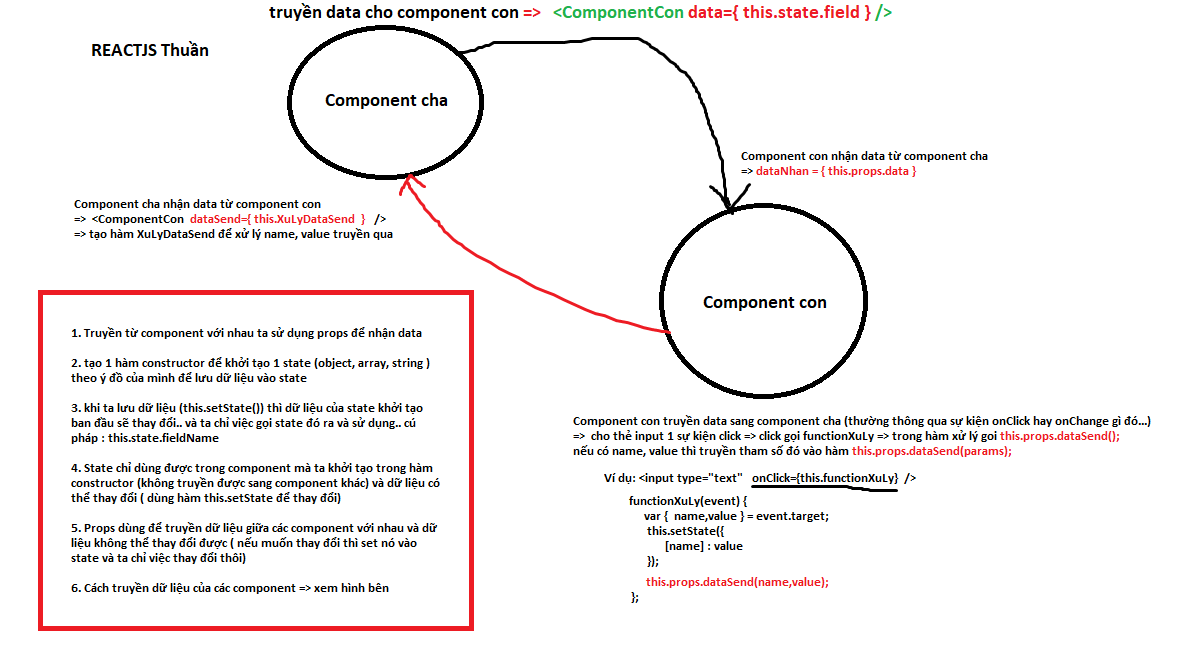 truyền data cho component con => <ComponentCon data={ this.state.field } />
REACTJS Thuần
Component cha
Component con nhận data từ component cha
=> dataNhan = { this.props.data }
Component cha nhận data từ component con
=> <ComponentCon dataSend={ this.XuLyDataSend } />
=> tạo hàm XuLyDataSend để xử lý name, value truyền qua
Component con
1. Truyền từ component với nhau ta sử dụng props để nhận data
2. tạo 1 hàm constructor để khởi tạo 1 state (object, array, string )
theo ý đồ của mình để lưu dữ liệu vào state
3. khi ta lưu dữ liệu (this.setState()) thì dữ liệu của state khởi tạo
ban đầu sẽ thay đổi.. và ta chỉ việc gọi state đó ra và sử dụng.. cú
pháp : this.state.fieldName
4. State chỉ dùng được trong component mà ta khởi tạo trong hàm
constructor (không truyền được sang component khác) và dữ liệu có
thể thay đổi ( dùng hàm this.setState để thay đổi)
5. Props dùng để truyền dữ liệu giữa các component với nhau và dữ
liệu không thể thay đổi được ( nếu muốn thay đổi thì set nó vào
state và ta chỉ việc thay đổi thôi)
6. Cách truyền dữ liệu của các component => xem hình bên
Component con truyền data sang component cha (thường thông qua sự kiện onClick hay onChange gì đó...)
=> cho thẻ input 1 sự kiện click => click gọi functionXuLy => trong hàm xử lý goi this.props.dataSend();
nếu có name, value thì truyền tham số đó vào hàm this.props.dataSend(params);
Ví dụ: <input type="text" onClick={this.functionXuLy} />
functionXuLy(event) {
var { name,value } = event.target;
this.setState({
[name] : value
});
this.props.dataSend(name,value);
};